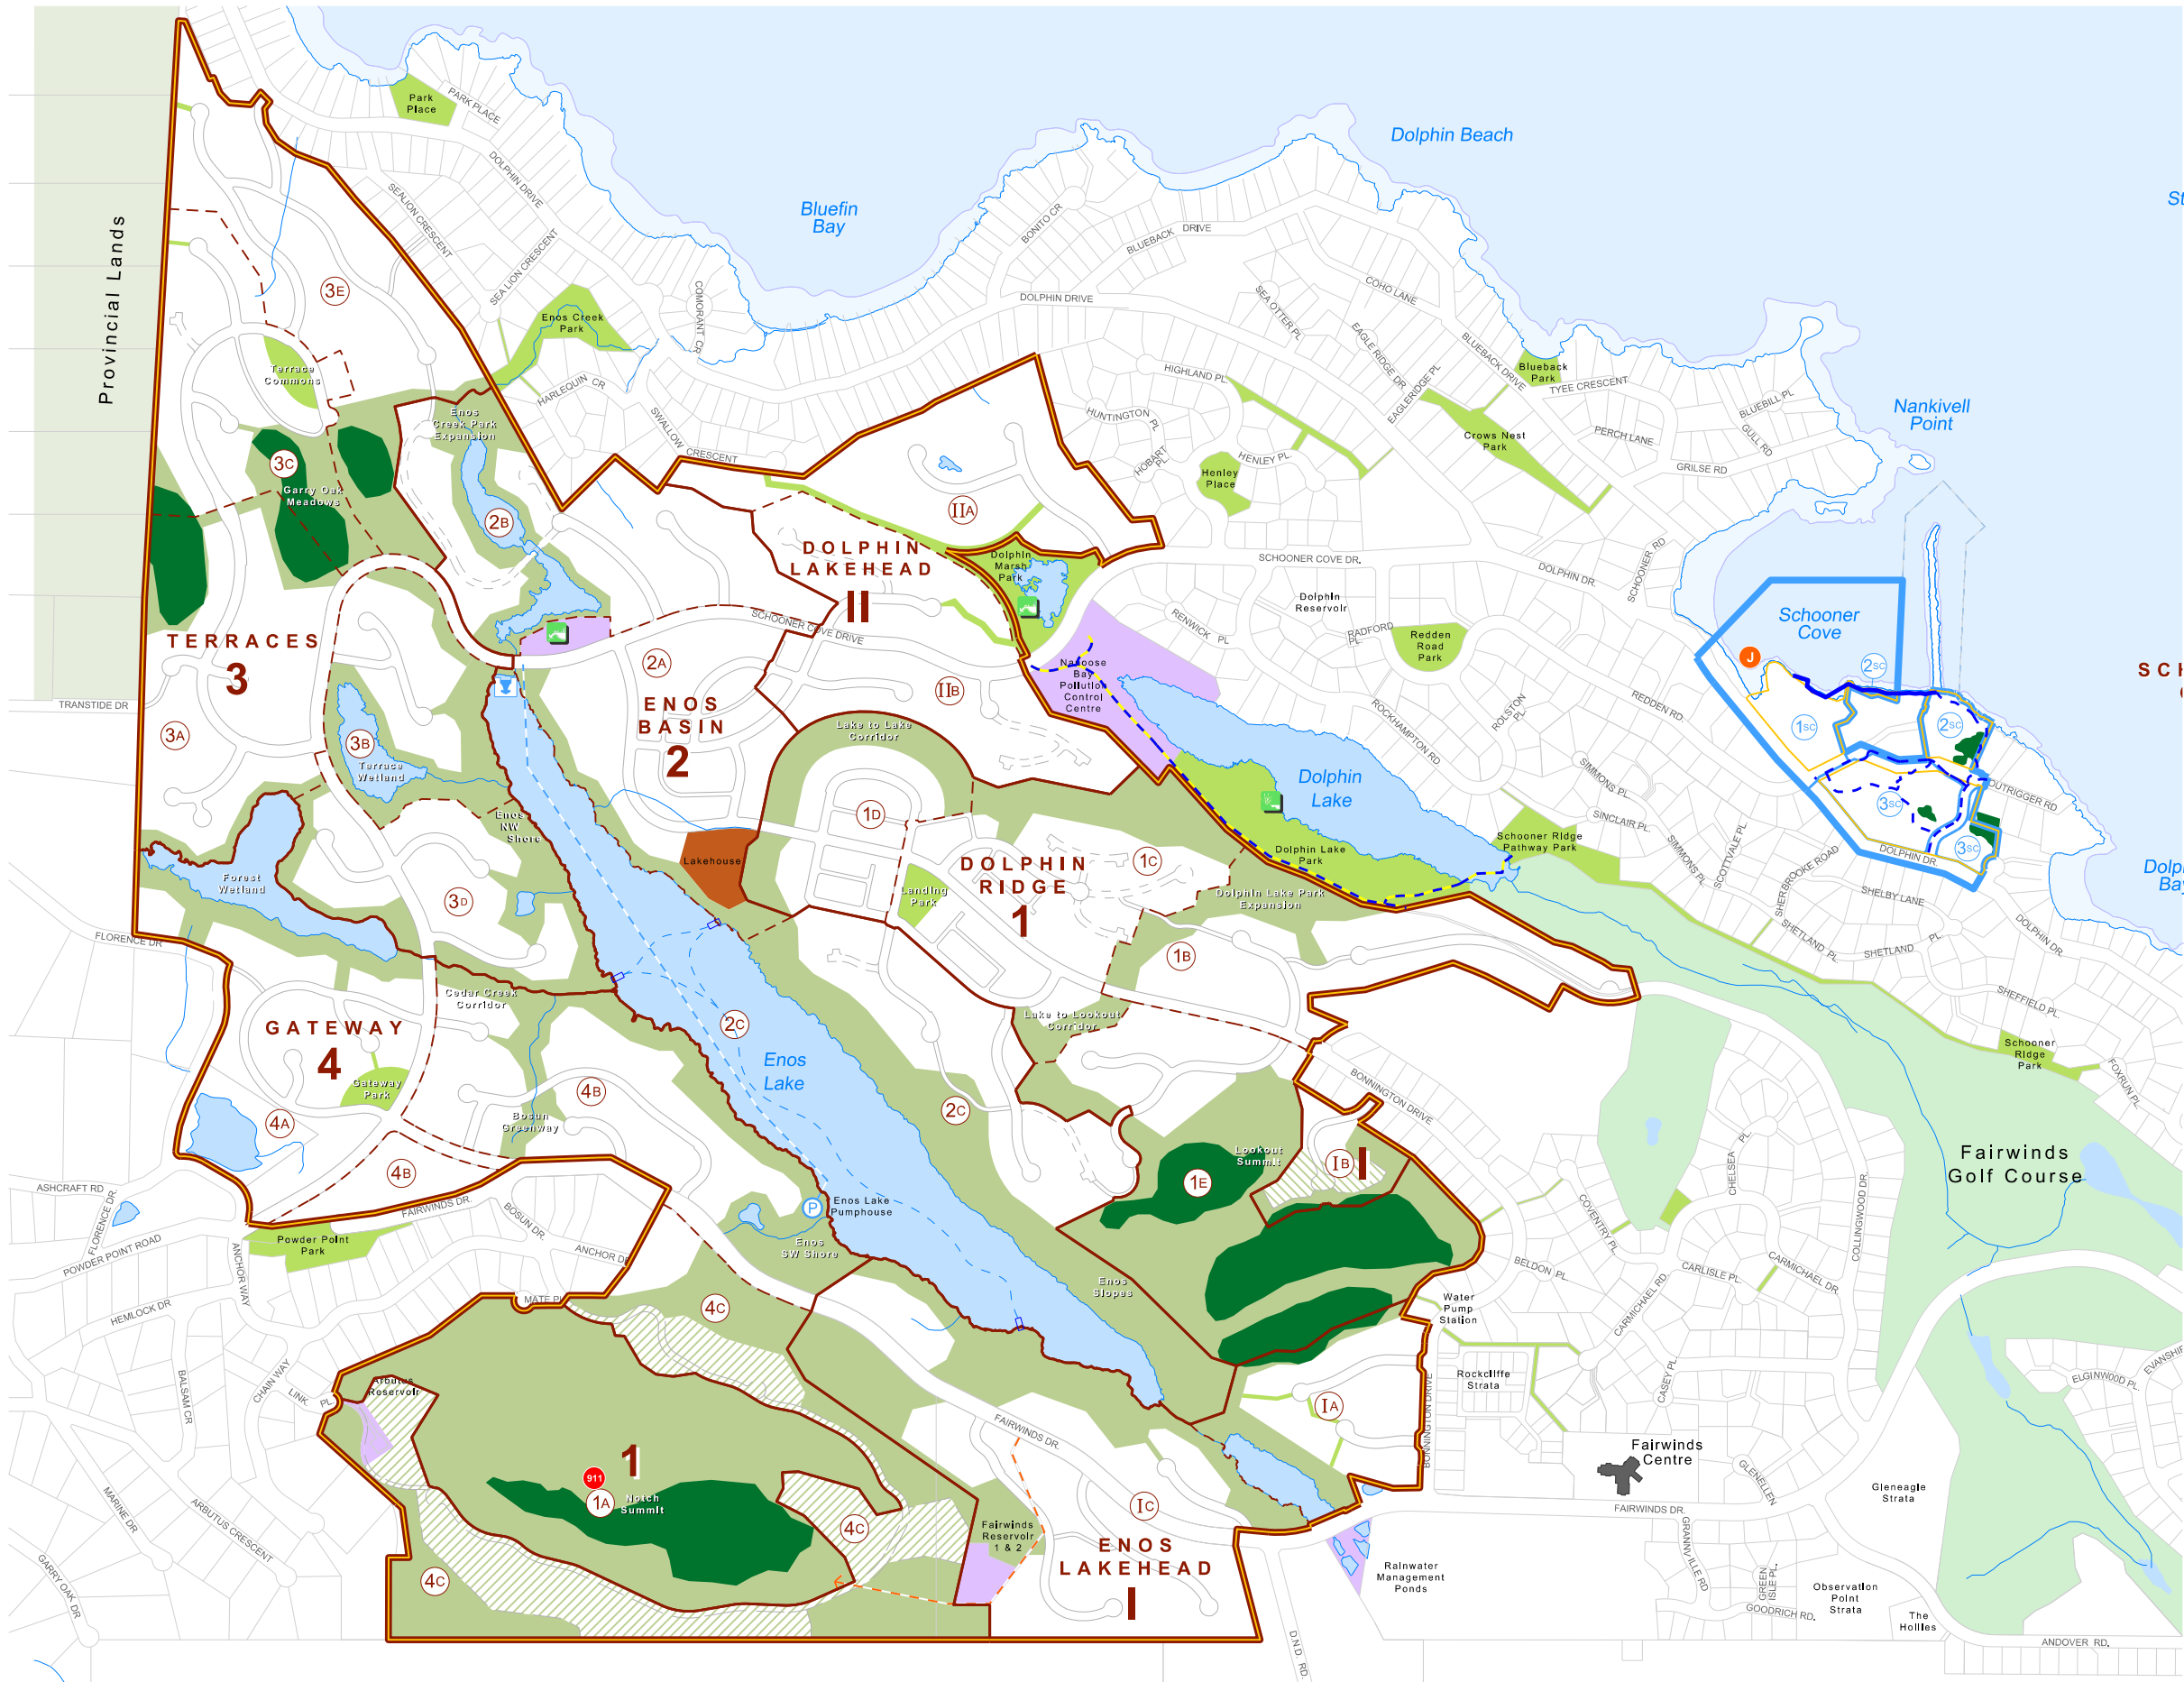 Park
Place
PARK PLACE
Dolphin Beach
Bluefin
Bay
Provincial Lands
DOLPHIN DRIVE
SEALION CRESCENT
SEA LION CRESCENT
COMORANT CR
BONITO CR
BLUEBACK DRIVE
DOLPHIN DRIVE
COHO LANE
SEA OTTER PL
EAGLE RIDGE DR
EAGLERIDGE PL
BLUEBACK DRIVE
3E
Enos Creek
Park
Terrace
Commons
HARLEQUIN CR
SWALLOW
CRESCENT
Enos
Creek Park
Expansion
HIGHLAND PL
HUNTINGTON
PL
HOBART
PL.
HENLEY PL
Henley
Place
Crows Nest
Park
Blueback
Park
TYEE CRESCENT
BLUEBILL PL
GULL RD
PERCH LANE
GRILSE RD
Nankivell
Point
3C
Garry Oak
Meadows
2B
IIA
DOLPHIN
LAKEHEAD
II
Dolphin
Marsh
Park
SCHOONER COVE DR.
DOLPHIN DR.
SCHOONER RD
Dolphin
Reservoir
RENWICK PL
RADFORD
PL
Redden
Road
Park
REDDEN RD.
Schooner
Cove
J
2SC
1SC
2SC
3SC
3SC
OUTRIGGER RD
DOLPHIN DR.
TERRACES
3
2A
SCHOONER COVE DRIVE
ENOS
BASIN
2
IIB
Nanoose
Bay
Pollution
Control
Centre
TRANSTIDE DR
3A
3B
Terrace
Wetland
Lake to Lake
Corridor
Dolphin
Lake
ROCKHAMPTON RD
ROLSTON
PL
SIMMONS PL
SINCLAIR PL.
SIMMONS PL
SCOTTVALE PL
SHERBROOKE ROAD
SHELBY LANE
SHETLAND PL
SHETLAND PL.
SHEFFIELD PL.
DOLPHIN DR.
FOXRUN PL
Enos
NW
Shore
1D
Lakehouse
Landing
Park
DOLPHIN
RIDGE
1
1C
Dolphin Lake
Park
Dolphin Lake Park
Expansion
Schooner Ridge
Pathway Park
Forest
Wetland
3D
1B
FLORENCE DR
Cedar Creek
Corridor
GATEWAY
4
Gateway
Park
4A
4B
Bosun
Greenway
4B
2C
Enos
Lake
2C
Lake to Lookout
Corridor
Schooner
Ridge
Park
BONNINGTON DRIVE
Lookout
Summit
IB
I
1E
Fairwinds
Golf Course
CHELSEA PL
COVENTRY PL.
COLLINGWOOD DR.
CARMICHAEL DR
CARLISLE PL
CARMICHAEL RD
CASEY PL
BELDON PL
ASHCRAFT RD
FLORENCE DR.
POWDER POINT ROAD
Powder Point
Park
FAIRWINDS DR.
BOSUN DR.
ANCHOR DR
ANCHOR WAY
HEMLOCK DR
MATE PL
P
Enos Lake
Pumphouse
Enos
SW Shore
Enos
Slopes
Water
Pump
Station
4C
Rockcliffe
Strata
BALSAM CR
CHAIN WAY
LINK PL
Arbutus
Reservoir
IA
BONNINGTON DRIVE
ELGINWOOD PL.
Fairwinds
Centre
GLENELLEN
Gleneagle
Strata
FAIRWINDS DR.
FAIRWINDS DR.
1
911
1A
Notch
Summit
4C
Fairwinds
Reservoir
1 & 2
IC
ENOS
LAKEHEAD
I
4C
MARINE DR
ARBUTUS CRESCENT
GARRY OAK DR
Rainwater
Management
Ponds
GRANVILLE RD
GREEN
ISLE PL.
GOODRICH RD.
Observation
Point
Strata
The
Hollies
D.N.D. RD.
ANDOVER RD.